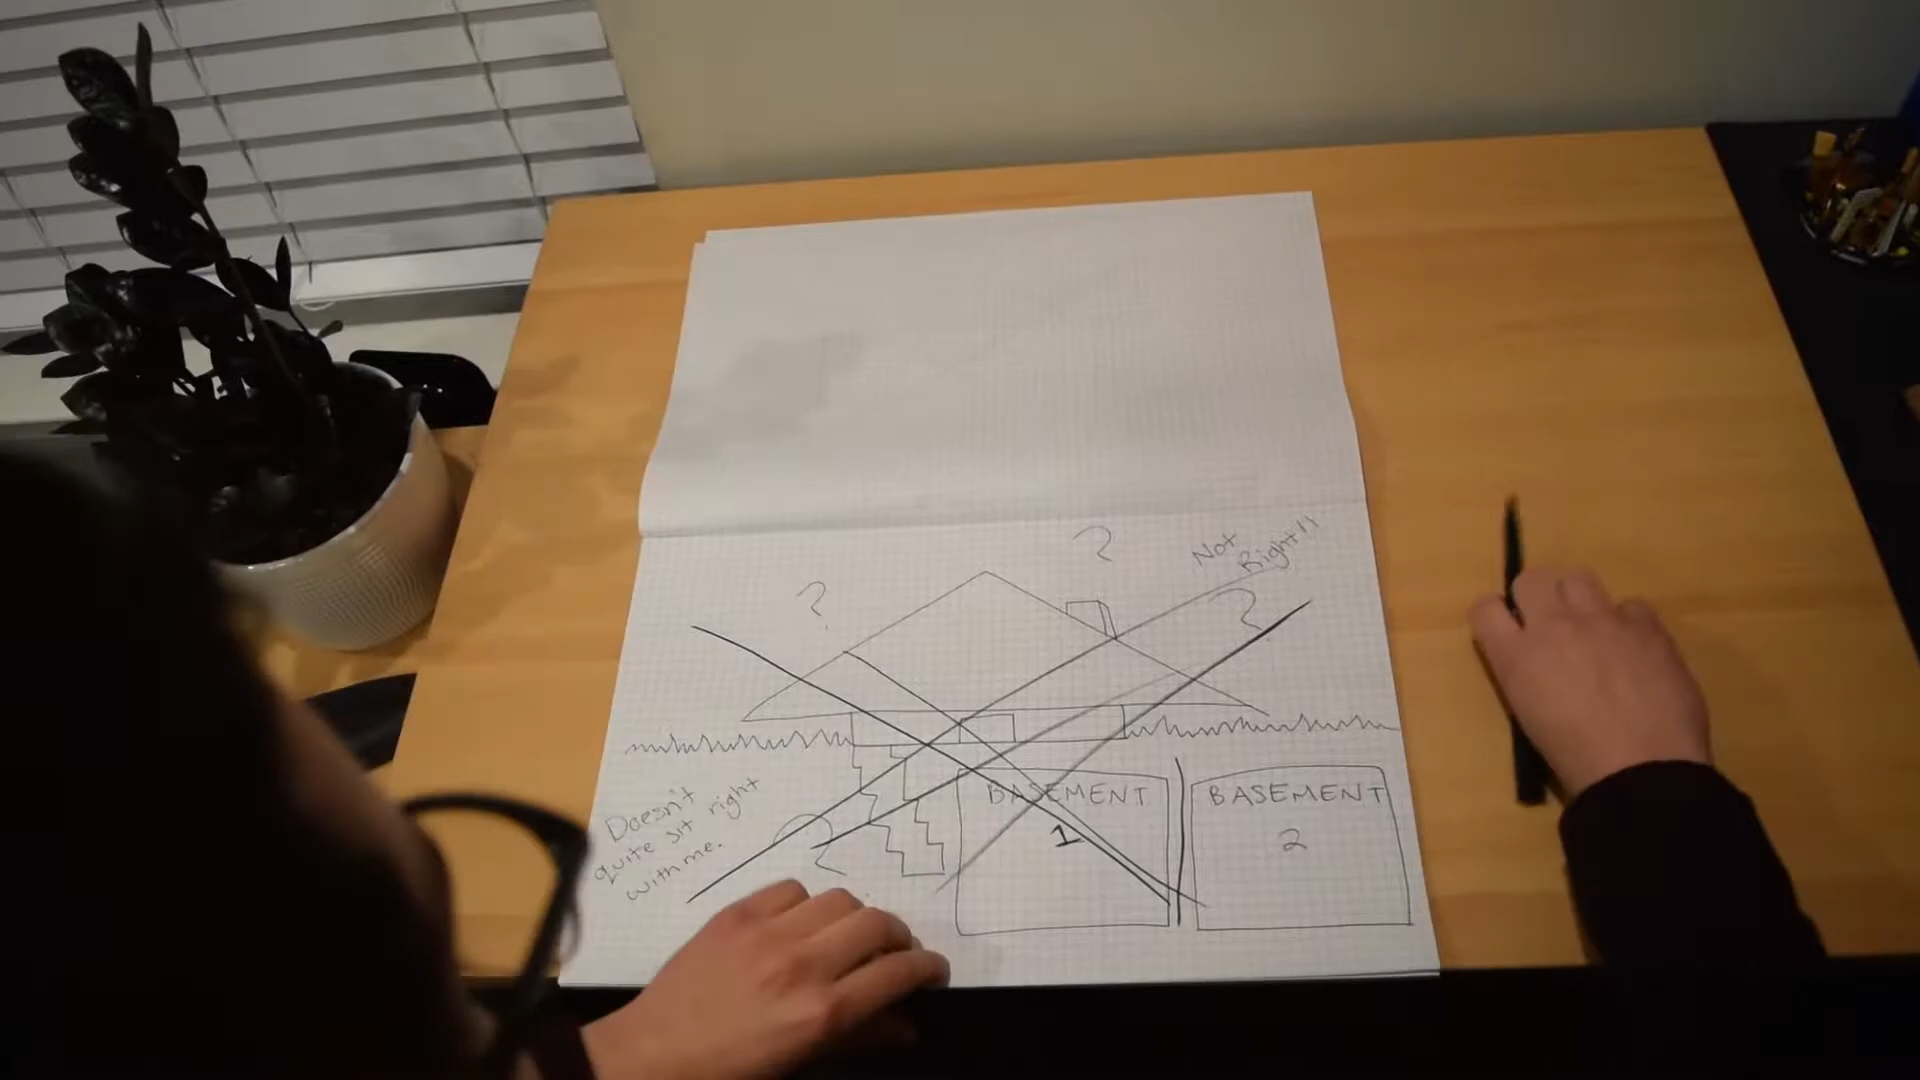 ?
?
Not
Right!!
?
Doesn't
quite sit right
with me.
?
BASEMENT
1
BASEMENT
2